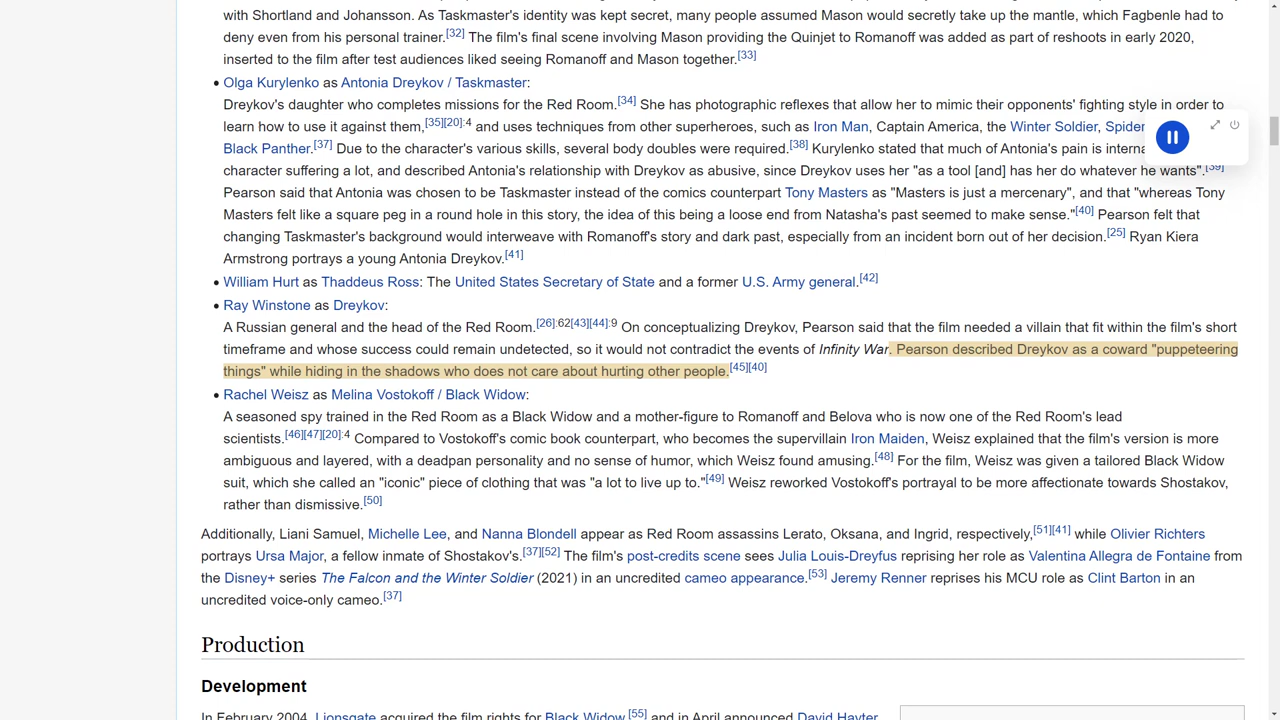 with Shortland and Johansson. As Taskmaster's identity was kept secret, many people assumed Mason would secretly take up the mantle, which Fagbenle had to
deny even from his personal trainer.[32] The film's final scene involving Mason providing the Quinjet to Romanoff was added as part of reshoots in early 2020,
inserted to the film after test audiences liked seeing Romanoff and Mason together.[33]
• Olga Kurylenko as Antonia Dreykov / Taskmaster:
Dreykov's daughter who completes missions for the Red Room.[34] She has photographic reflexes that allow her to mimic their opponents' fighting style in order to
learn how to use it against them,[35][20]:4 and uses techniques from other superheroes, such as Iron Man, Captain America, the Winter Soldier, Spider
Black Panther.[37] Due to the character's various skills, several body doubles were required.[38] Kurylenko stated that much of Antonia's pain is
character suffering a lot, and described Antonia's relationship with Dreykov as abusive, since Dreykov uses her "as a tool [and] has her do whatever he wants".[39]
Pearson said that Antonia was chosen to be Taskmaster instead of the comics counterpart Tony Masters as "Masters is just a mercenary", and that "whereas Tony
Masters felt like a square peg in a round hole in this story, the idea of this being a loose end from Natasha's past seemed to make sense."[40] Pearson felt that
changing Taskmaster's background would interweave with Romanoff's story and dark past, especially from an incident born out of her decision.[25] Ryan Kiera
Armstrong portrays a young Antonia Dreykov.[41]
• William Hurt as Thaddeus Ross: The United States Secretary of State and a former U.S. Army general.[42]
• Ray Winstone as Dreykov:
A Russian general and the head of the Red Room.[26]:62[43][44]:9 On conceptualizing Dreykov, Pearson said that the film needed a villain that fit within the film's short
timeframe and whose success could remain undetected, so it would not contradict the events of Infinity War. Pearson described Dreykov as a coward "puppeteering
things" while hiding in the shadows who does not care about hurting other people.[45][40]
• Rachel Weisz as Melina Vostokoff / Black Widow:
A seasoned spy trained in the Red Room as a Black Widow and a mother-figure to Romanoff and Belova who is now one of the Red Room's lead
scientists.[46][47][20]:4 Compared to Vostokoff's comic book counterpart, who becomes the supervillain Iron Maiden, Weisz explained that the film's version is more
ambiguous and layered, with a deadpan personality and no sense of humor, which Weisz found amusing.[48] For the film, Weisz was given a tailored Black Widow
suit, which she called an "iconic" piece of clothing that was "a lot to live up to."[49] Weisz reworked Vostokoff's portrayal to be more affectionate towards Shostakov,
rather than dismissive.[50]
Additionally, Liani Samuel, Michelle Lee, and Nanna Blondell appear as Red Room assassins Lerato, Oksana, and Ingrid, respectively,[51][41] while Olivier Richters
portrays Ursa Major, a fellow inmate of Shostakov's.[37][52] The film's post-credits scene sees Julia Louis-Dreyfus reprising her role as Valentina Allegra de Fontaine from
the Disney+ series The Falcon and the Winter Soldier (2021) in an uncredited cameo appearance.[53] Jeremy Renner reprises his MCU role as Clint Barton in an
uncredited voice-only cameo.[37]
Production
Development
In February 2004, Lionsgate acquired the film rights for Black Widow,[55] and in April announced David Hayter